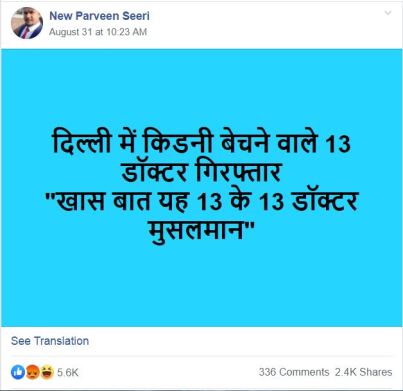 New Parveen Seeri
August 31 at 10:23 AM
दिल्ली में किडनी बेचने वाले 13
डॉक्टर गिरफ्तार
"खास बात यह 13 के 13 डॉक्टर
मुसलमान"
See Translation
5.6K 336 Comments 2.4K Shares